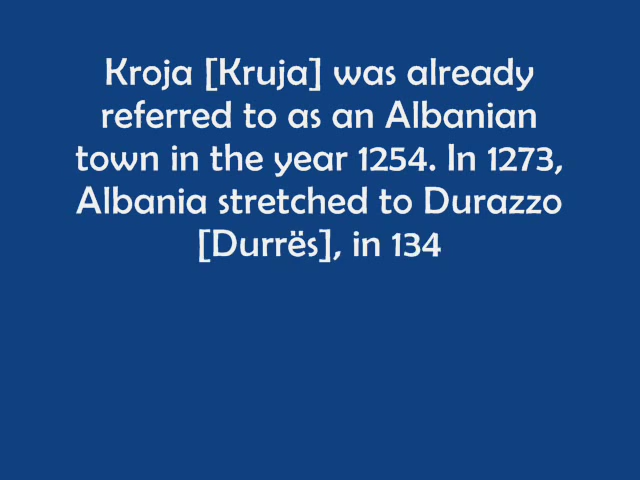 Kroja [Kruja] was already
referred to as an Albanian
town in the year 1254. In 1273,
Albania stretched to Durazzo
[Durrës], in 134